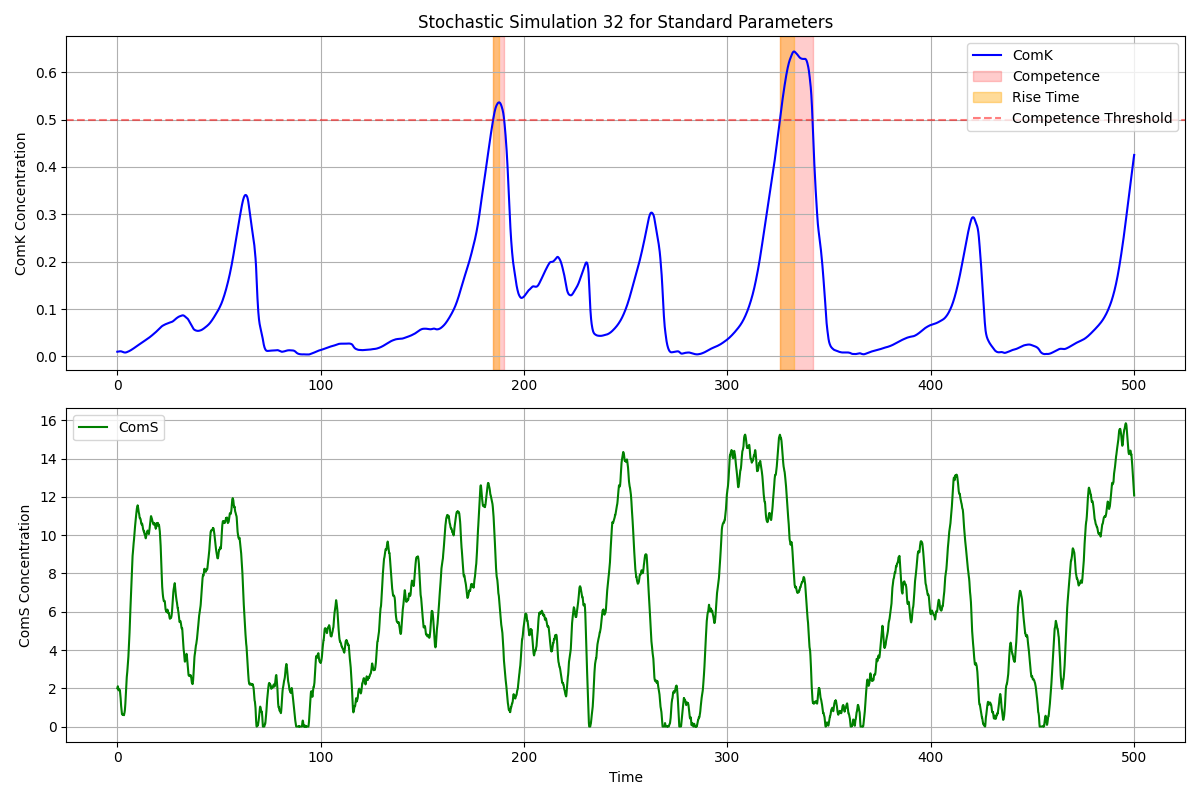 Stochastic Simulation 32 for Standard Parameters
ComK Concentration
0.6
0.5
0.4
0.3
0.2
0.1
0.0
ComK
Competence
Rise Time
Competence Threshold
0 100 200 300 400 500
ComS Concentration
16
14
12
10
8
6
4
2
0
ComS
0 100 200 300 400 500
Time